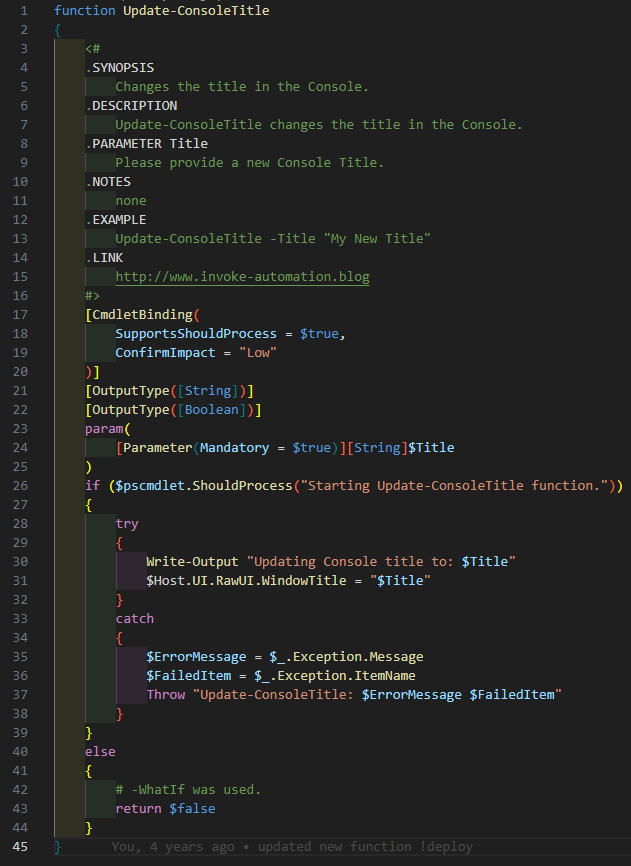 1 function Update-ConsoleTitle
2 {
3     <#
4     .SYNOPSIS
5         Changes the title in the Console.
6     .DESCRIPTION
7         Update-ConsoleTitle changes the title in the Console.
8     .PARAMETER Title
9         Please provide a new Console Title.
10     .NOTES
11         none
12     .EXAMPLE
13         Update-ConsoleTitle -Title "My New Title"
14     .LINK
15         http://www.invoke-automation.blog
16     #>
17     [CmdletBinding(
18         SupportsShouldProcess = $true,
19         ConfirmImpact = "Low"
20     )]
21     [OutputType([String])]
22     [OutputType([Boolean])]
23     param(
24         [Parameter(Mandatory = $true)][String]$Title
25     )
26     if ($pscmdlet.ShouldProcess("Starting Update-ConsoleTitle function."))
27     {
28         try
29         {
30             Write-Output "Updating Console title to: $Title"
31             $Host.UI.RawUI.WindowTitle = "$Title"
32         }
33         catch
34         {
35             $ErrorMessage = $_.Exception.Message
36             $FailedItem = $_.Exception.ItemName
37             Throw "Update-ConsoleTitle: $ErrorMessage $FailedItem"
38         }
39     }
40     else
41     {
42         # -WhatIf was used.
43         return $false
44     }
45 }     You, 4 years ago • updated new function !deploy